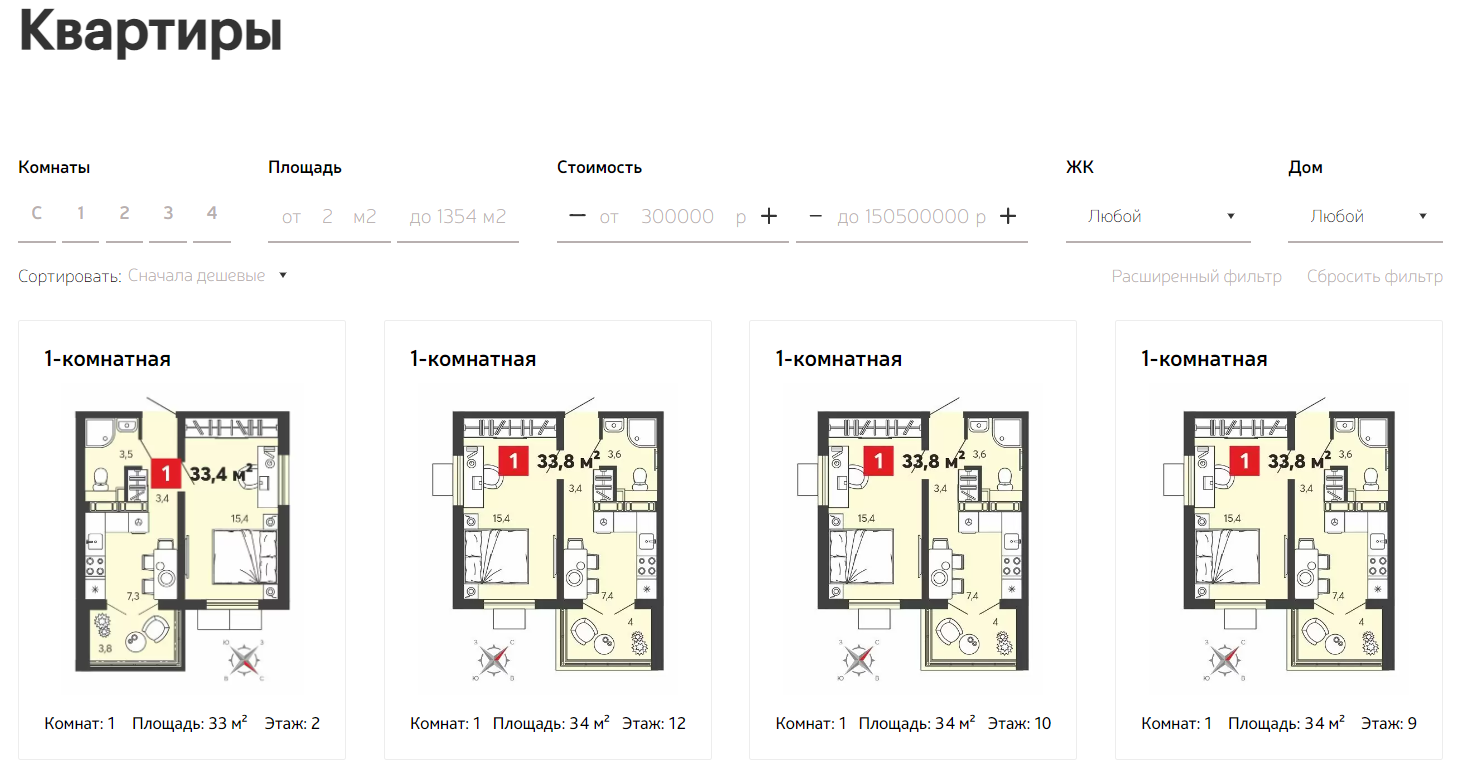 Квартиры
Комнаты Площадь Стоимость ЖК Дом
С 1 2 3 4 от 2 м2 до 1354 м2 — от 300000 р + — до 150500000 р + Любой Любой
Сортировать: Сначала дешевые Расширенный фильтр Сбросить фильтр
1-комнатная
3,5
1 33,4 м²
3,4
15,4
7,3
3,8
Ю З
В С
Комнат: 1 Площадь: 33 м² Этаж: 2
1-комнатная
1 33,8 м² 3,6
3,4
15,4
7,4
4
З С
Ю В
Комнат: 1 Площадь: 34 м² Этаж: 12
1-комнатная
1 33,8 м² 3,6
3,4
15,4
7,4
4
З С
Ю В
Комнат: 1 Площадь: 34 м² Этаж: 10
1-комнатная
1 33,8 м² 3,6
3,4
15,4
7,4
4
З С
Ю В
Комнат: 1 Площадь: 34 м² Этаж: 9